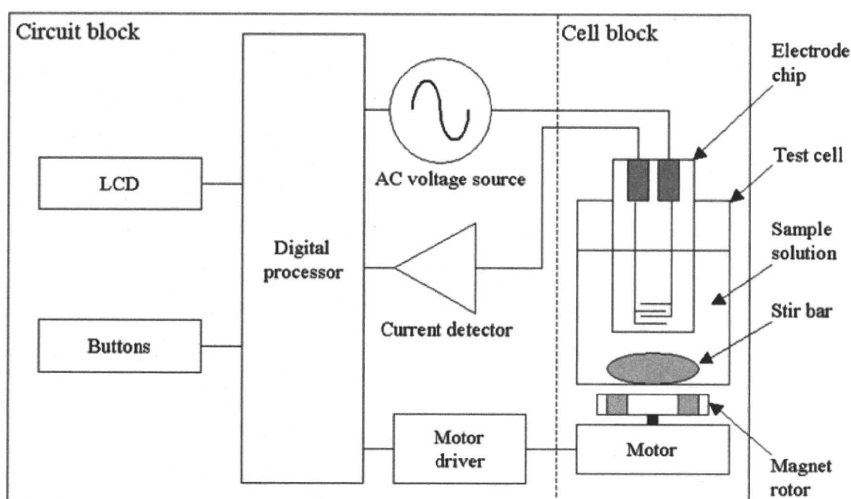 Circuit block
Cell block
Electrode
chip
Test cell
LCD
AC voltage source
Sample
solution
Digital
processor
Stir bar
Current detector
Buttons
Motor
driver
Motor
Magnet
rotor